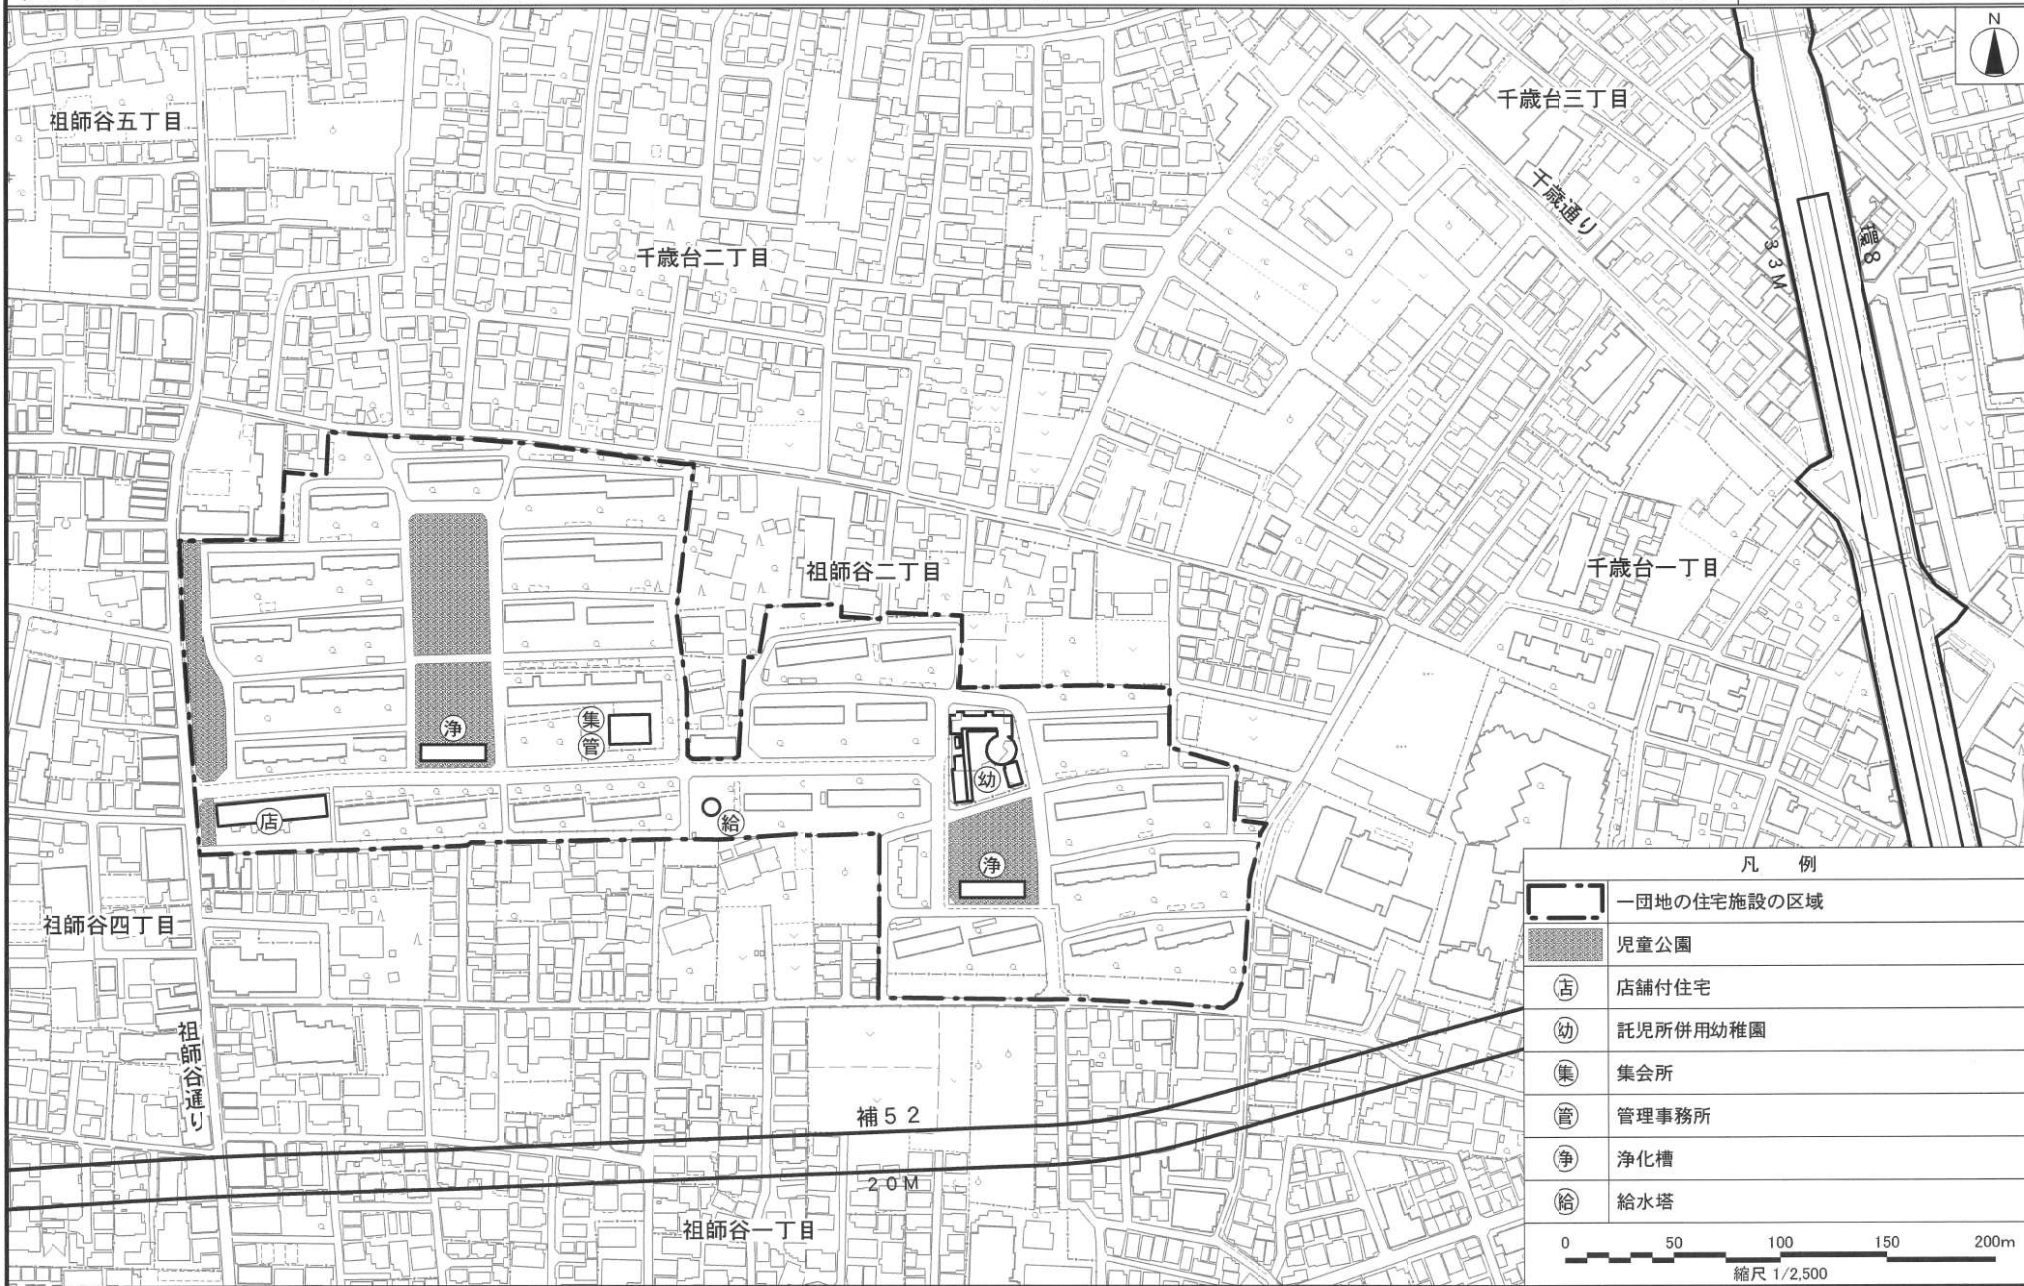 N
千歳台三丁目
祖師谷五丁目
千歳通り
環8
33M
千歳台二丁目
祖師谷二丁目
千歳台一丁目
浄
集
管
幼
店
給
浄
祖師谷四丁目
祖師谷通り
補52
20M
祖師谷一丁目
凡 例
一団地の住宅施設の区域
児童公園
店 店舗付住宅
幼 託児所併用幼稚園
集 集会所
管 管理事務所
浄 浄化槽
給 給水塔
0 50 100 150 200m
縮尺 1/2,500